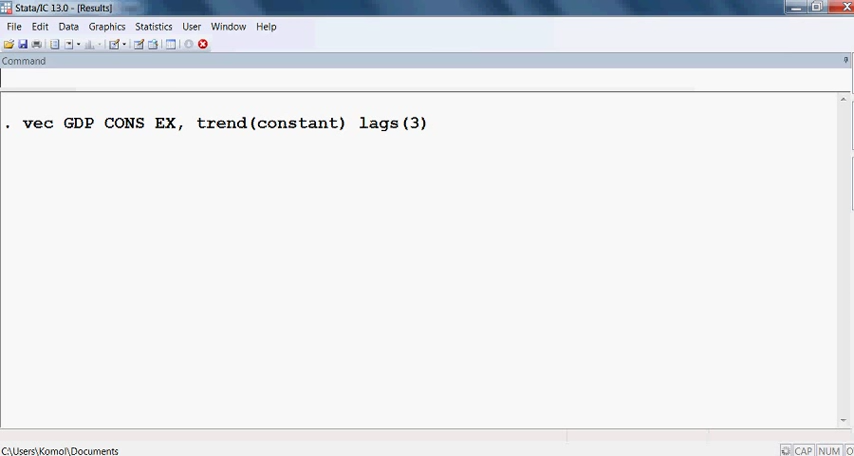 Stata/IC 13.0 - [Results]
File Edit Data Graphics Statistics User Window Help
Command
. vec GDP CONS EX, trend(constant) lags(3)
C:\Users\Komol\Documents
CAP NUM O